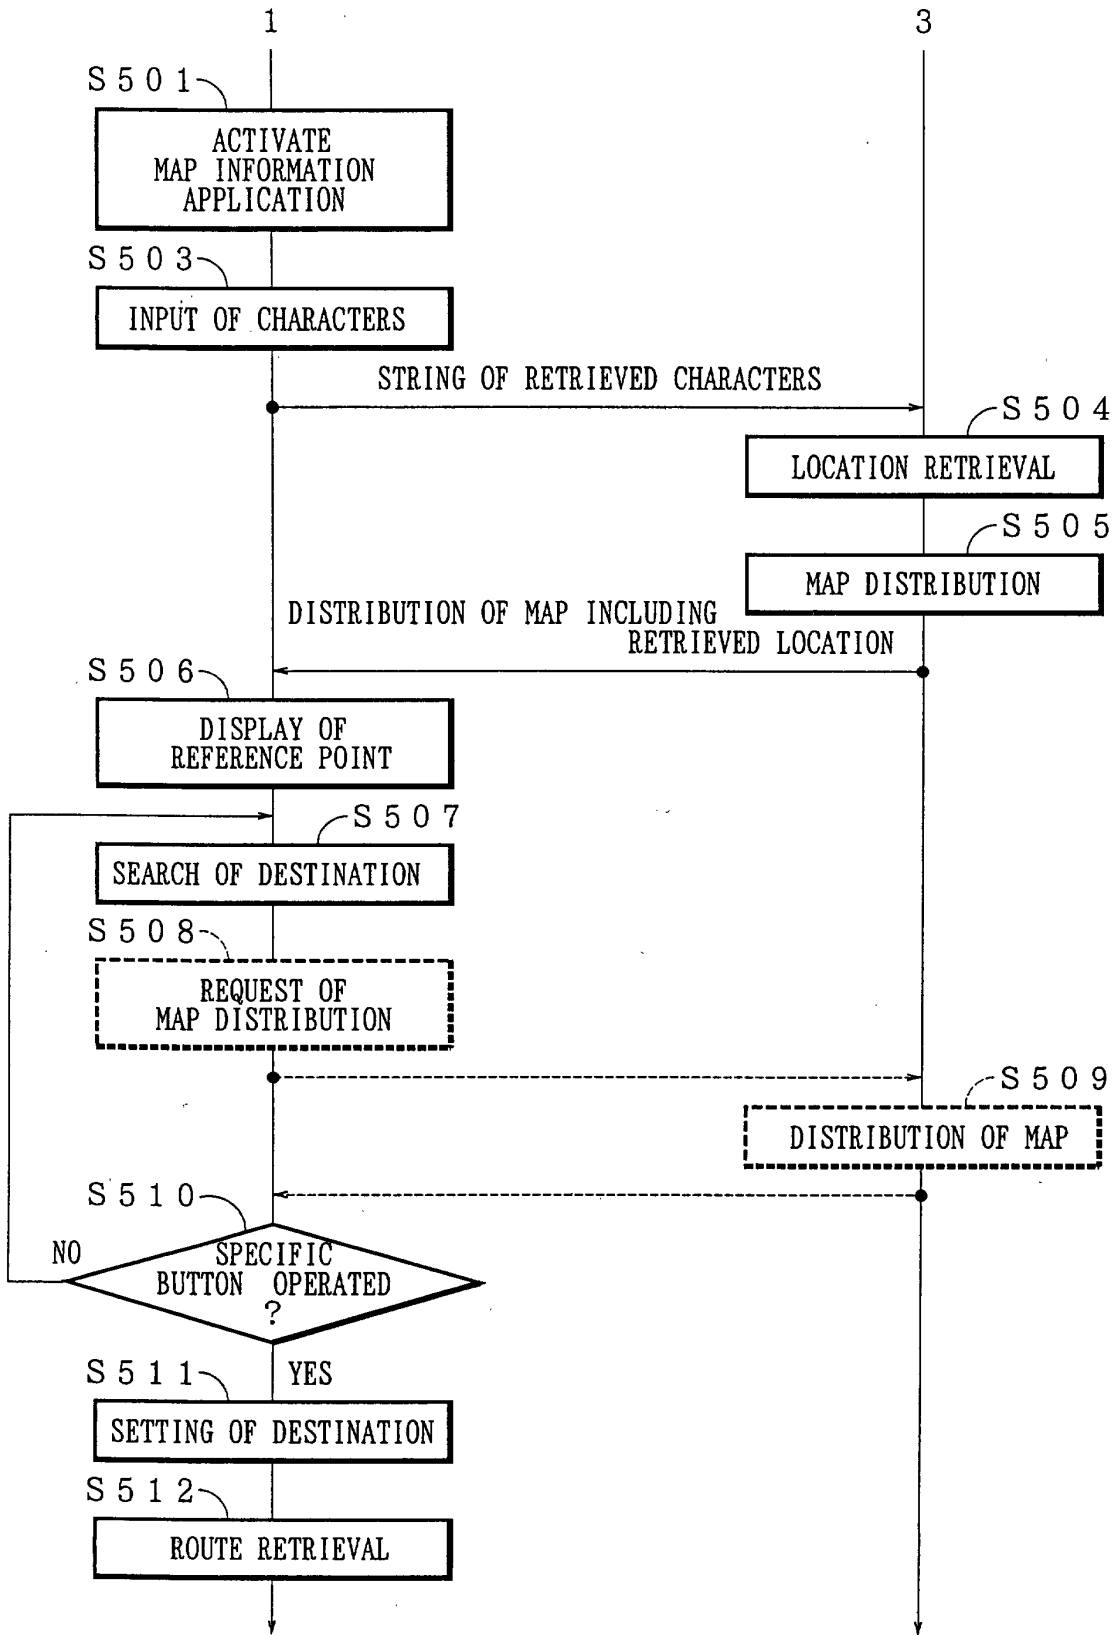 1
3
S501
ACTIVATE
MAP INFORMATION
APPLICATION
S503
INPUT OF CHARACTERS
STRING OF RETRIEVED CHARACTERS
S504
LOCATION RETRIEVAL
S505
MAP DISTRIBUTION
DISTRIBUTION OF MAP INCLUDING
RETRIEVED LOCATION
S506
DISPLAY OF
REFERENCE POINT
S507
SEARCH OF DESTINATION
S508
REQUEST OF
MAP DISTRIBUTION
S509
DISTRIBUTION OF MAP
S510
NO
SPECIFIC
BUTTON OPERATED
?
S511
YES
SETTING OF DESTINATION
S512
ROUTE RETRIEVAL